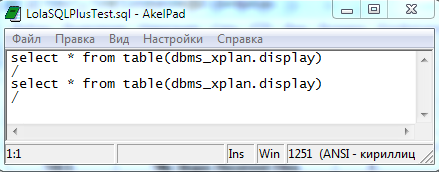 LolaSQLPlusTest.sql - AkelPad
Файл Правка Вид Настройки Справка
select * from table(dbms_xplan.display)
/
select * from table(dbms_xplan.display)
/
1:1 Ins Win 1251 (ANSI - кириллиц